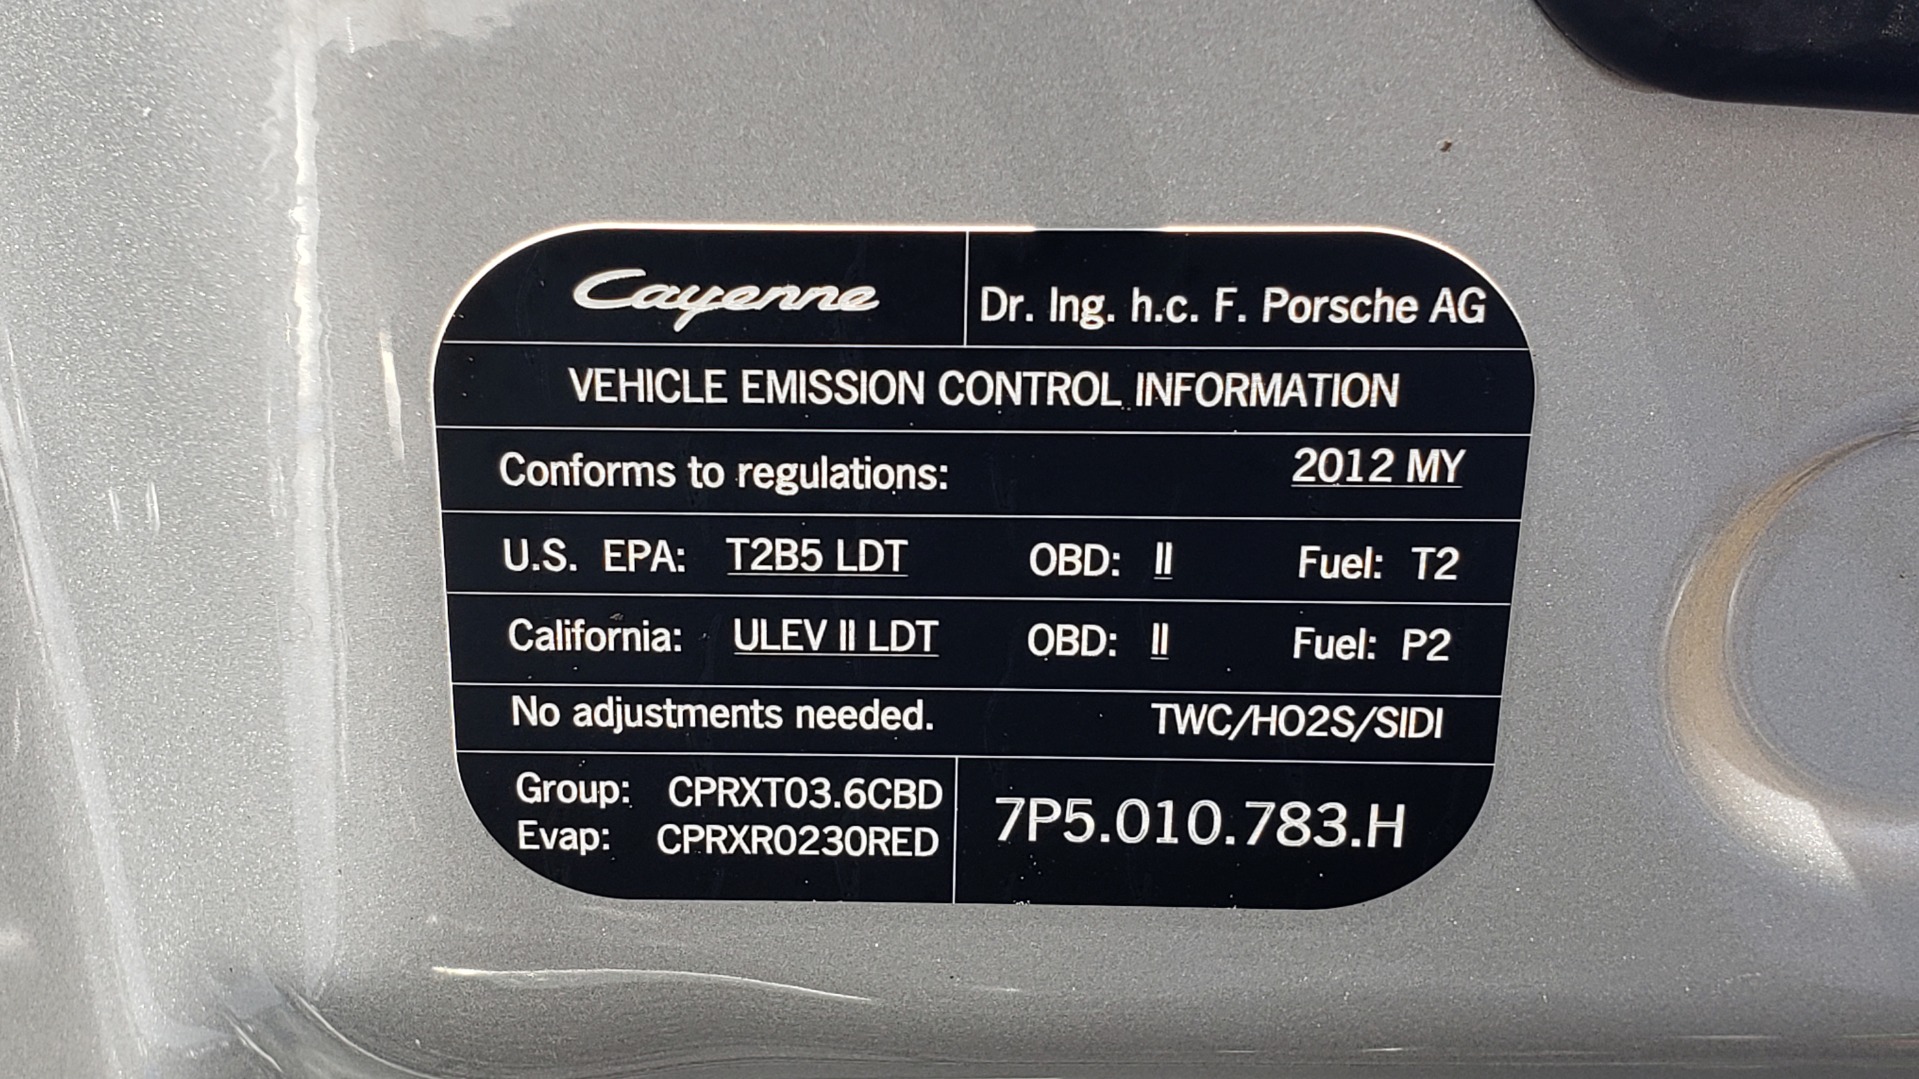 Cayenne Dr. Ing. h.c. F. Porsche AG
VEHICLE EMISSION CONTROL INFORMATION
Conforms to regulations: 2012 MY
U.S. EPA: T2B5 LDT OBD: II Fuel: T2
California: ULEV II LDT OBD: II Fuel: P2
No adjustments needed. TWC/HO2S/SIDI
Group: CPRXT03.6CBD
Evap: CPRXR0230RED
7P5.010.783.H